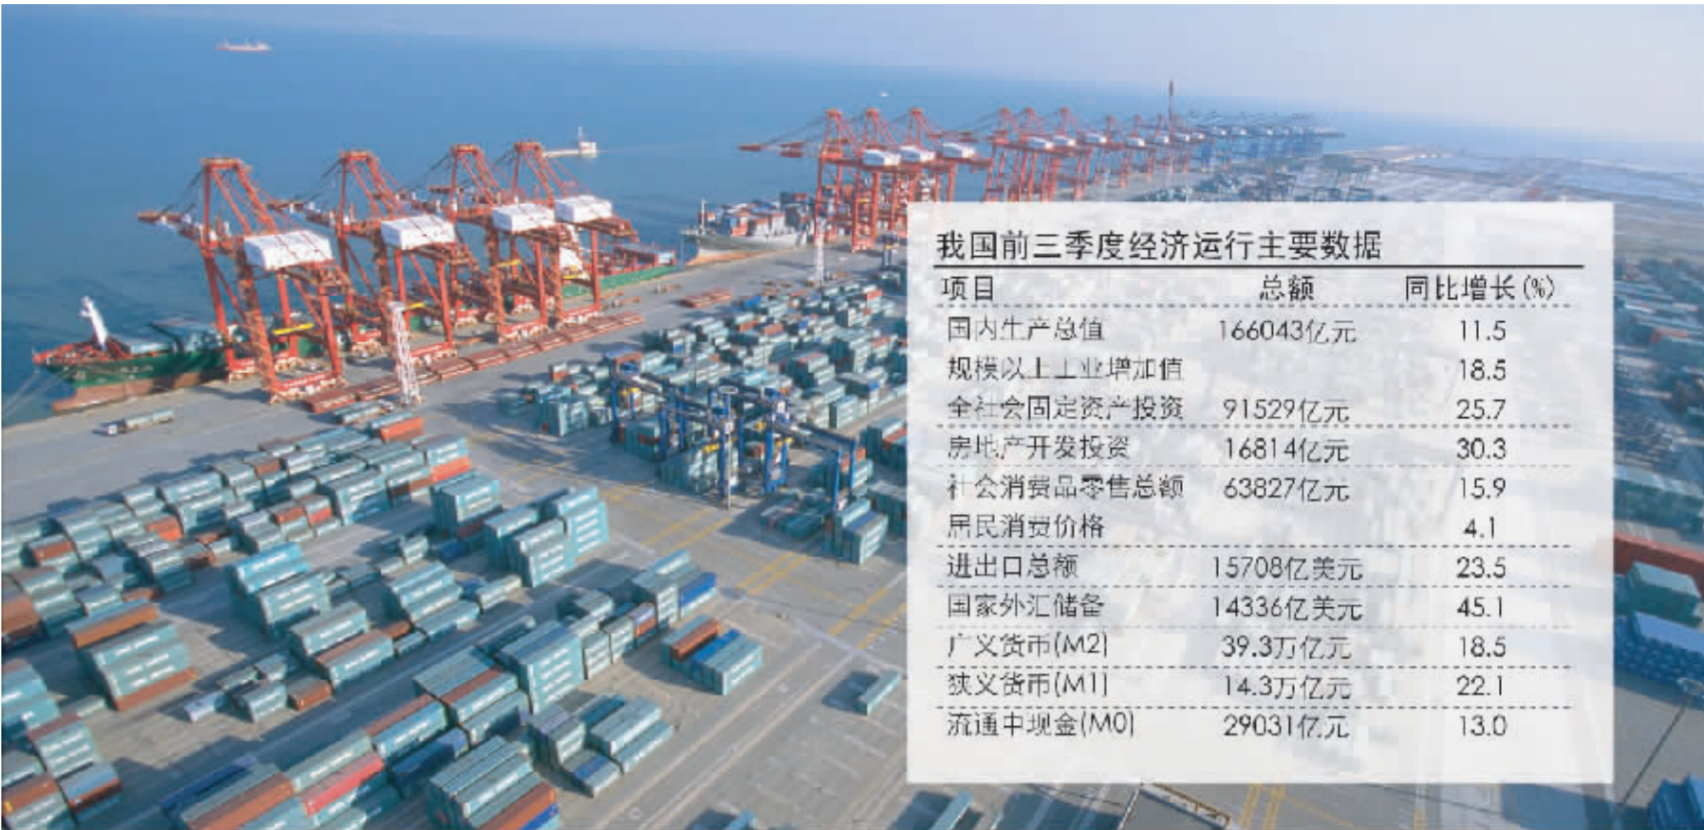 我国前三季度经济运行主要数据
项目 总额 同比增长(%)
国内生产总值 166043亿元 11.5
规模以上工业增加值 18.5
全社会固定资产投资 91529亿元 25.7
房地产开发投资 16814亿元 30.3
社会消费品零售总额 63827亿元 15.9
居民消费价格 4.1
进出口总额 15708亿美元 23.5
国家外汇储备 14336亿美元 45.1
广义货币(M2) 39.3万亿元 18.5
狭义货币(M1) 14.3万亿元 22.1
流通中现金(M0) 29031亿元 13.0